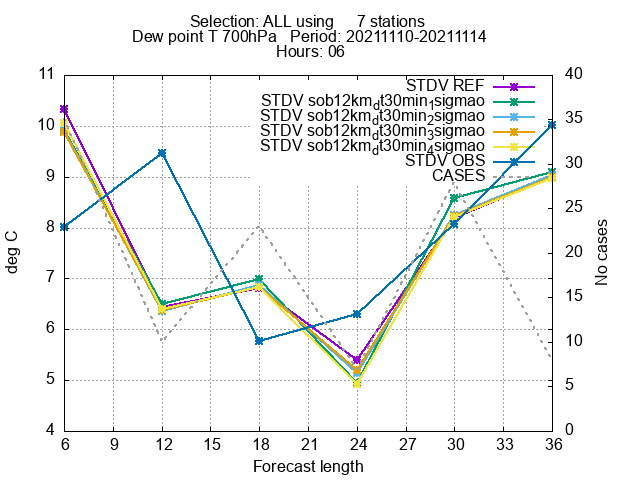 Selection: ALL using 7 stations
Dew point T 700hPa Period: 20211110-20211114
Hours: 06
11 40
STDV REF
STDV sob12km_dt30min_1sigmao
STDV sob12km_dt30min_2sigmao
STDV sob12km_dt30min_3sigmao
STDV sob12km_dt30min_4sigmao
STDV OBS
CASES
10 35
9 30
8 25
7 20
6 15
5 10
4 5
0
deg C
No cases
6 9 12 15 18 21 24 27 30 33 36
Forecast length